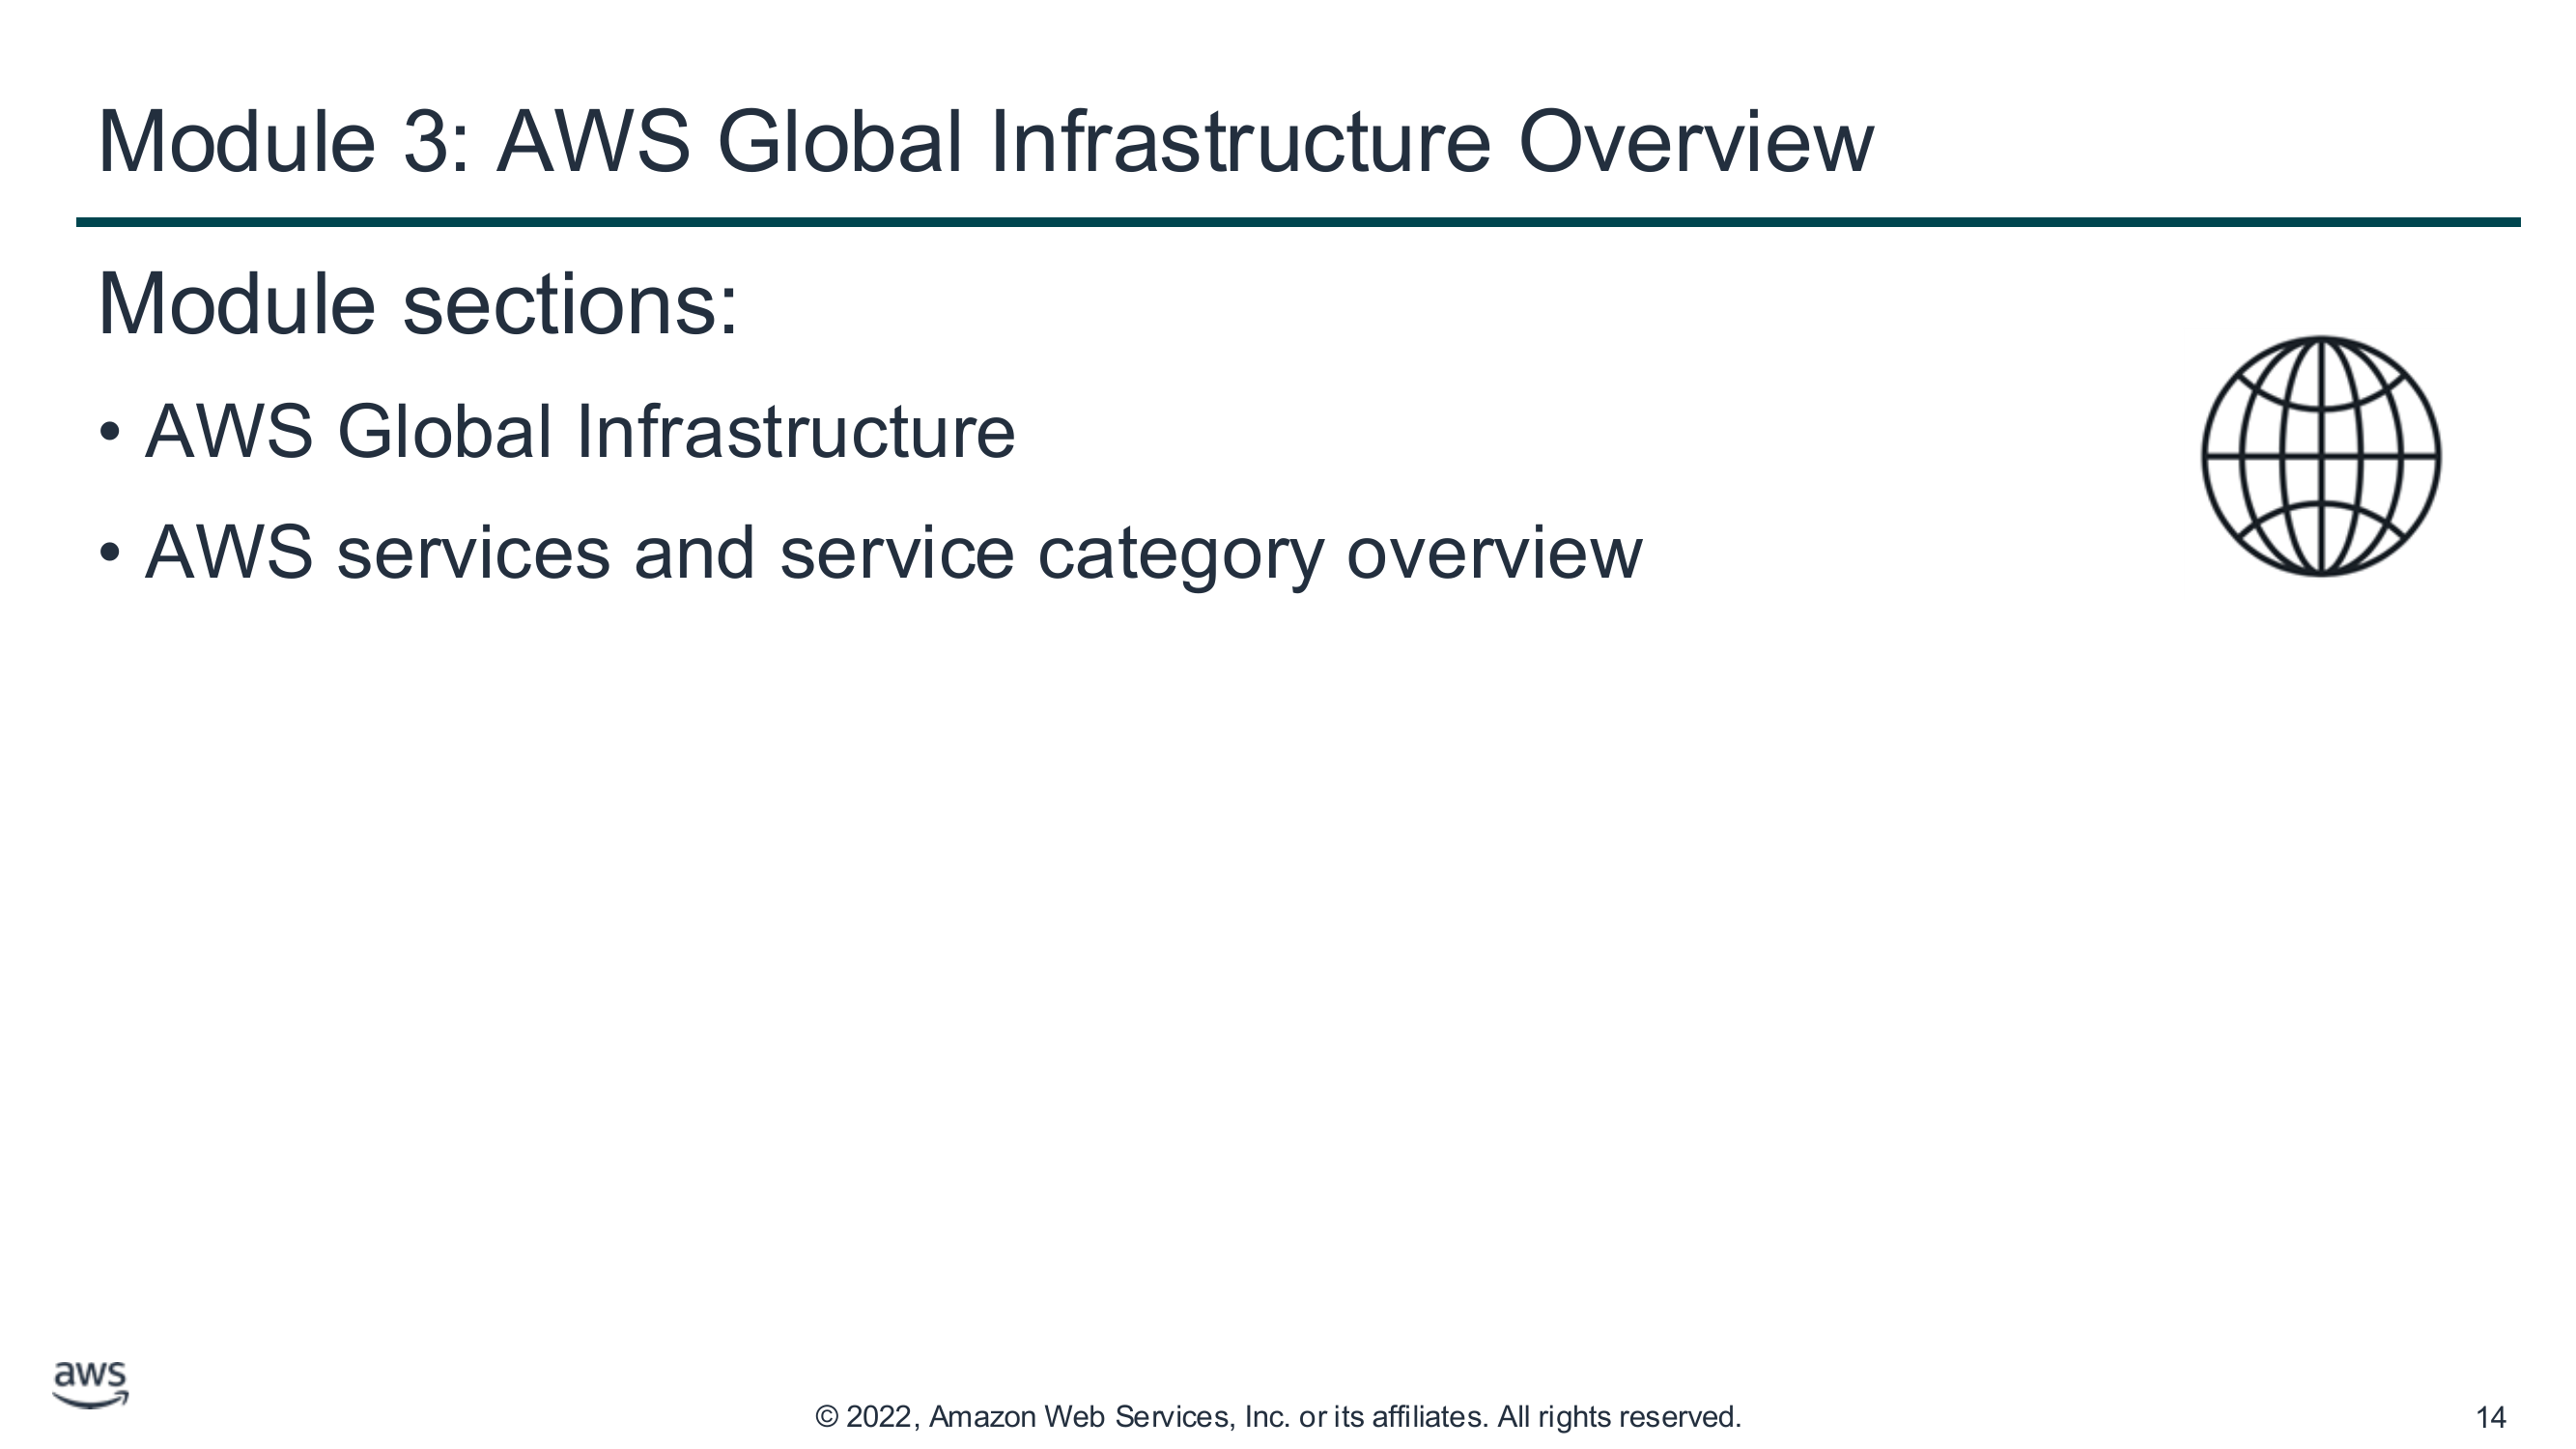 Module 3: AWS Global Infrastructure Overview
Module sections:
• AWS Global Infrastructure
• AWS services and service category overview
aws
© 2022, Amazon Web Services, Inc. or its affiliates. All rights reserved.
14